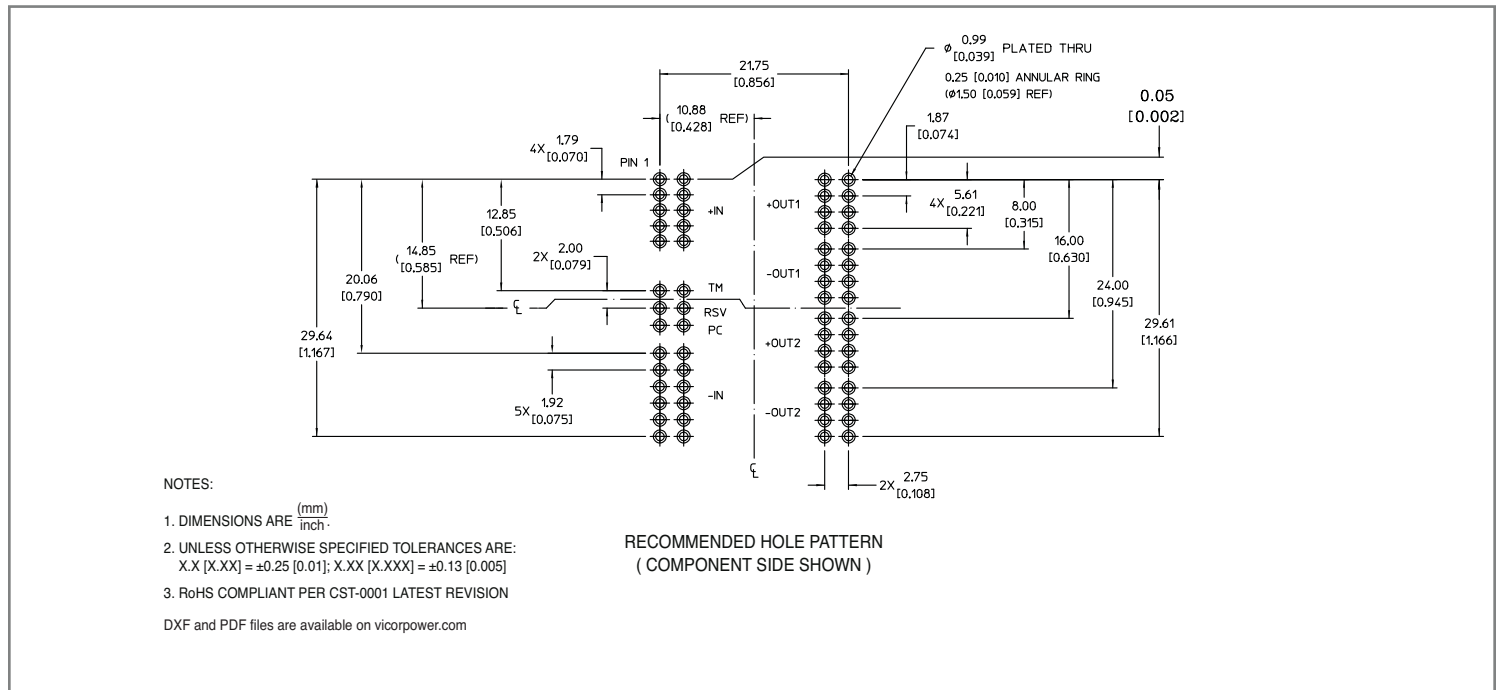 0.99
[0.039]
ø PLATED THRU
0.25 [0.010] ANNULAR RING
(ø1.50 [0.059] REF)
21.75
[0.856]
0.05
[0.002]
( 10.88
[0.428] REF)
1.87
[0.074]
4X 1.79
[0.070]
PIN 1
+IN
+OUT1
4X 5.61
[0.221]
8.00
[0.315]
12.85
[0.506]
16.00
[0.630]
( 14.85
[0.585] REF)
2X 2.00
[0.079]
-OUT1
20.06
[0.790]
TM
24.00
[0.945]
℄
RSV
PC
29.64
[1.167]
29.61
[1.166]
+OUT2
-IN
5X 1.92
[0.075]
-OUT2
℄
2X 2.75
[0.108]
NOTES:
1. DIMENSIONS ARE (mm)
inch .
2. UNLESS OTHERWISE SPECIFIED TOLERANCES ARE:
X.X [X.XX] = ±0.25 [0.01]; X.XX [X.XXX] = ±0.13 [0.005]
3. RoHS COMPLIANT PER CST-0001 LATEST REVISION
DXF and PDF files are available on vicorpower.com
RECOMMENDED HOLE PATTERN
( COMPONENT SIDE SHOWN )